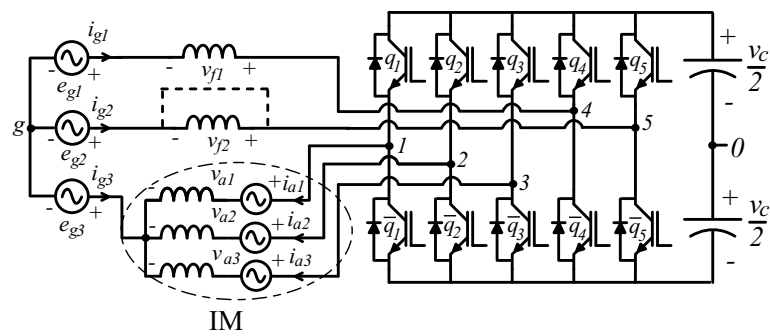 i_g1
- +
e_g1
- v_f1 +
i_g2
g
- +
e_g2
- v_f2 +
i_g3
- +
e_g3
- v_a1 + i_a1
- v_a2 + i_a2
- v_a3 + i_a3
IM
q_1 q_2 q_3 q_4 q_5
4
5
1
2
3
q̅_1 q̅_2 q̅_3 q̅_4 q̅_5
+ v_c/2 -
0
+ v_c/2 -